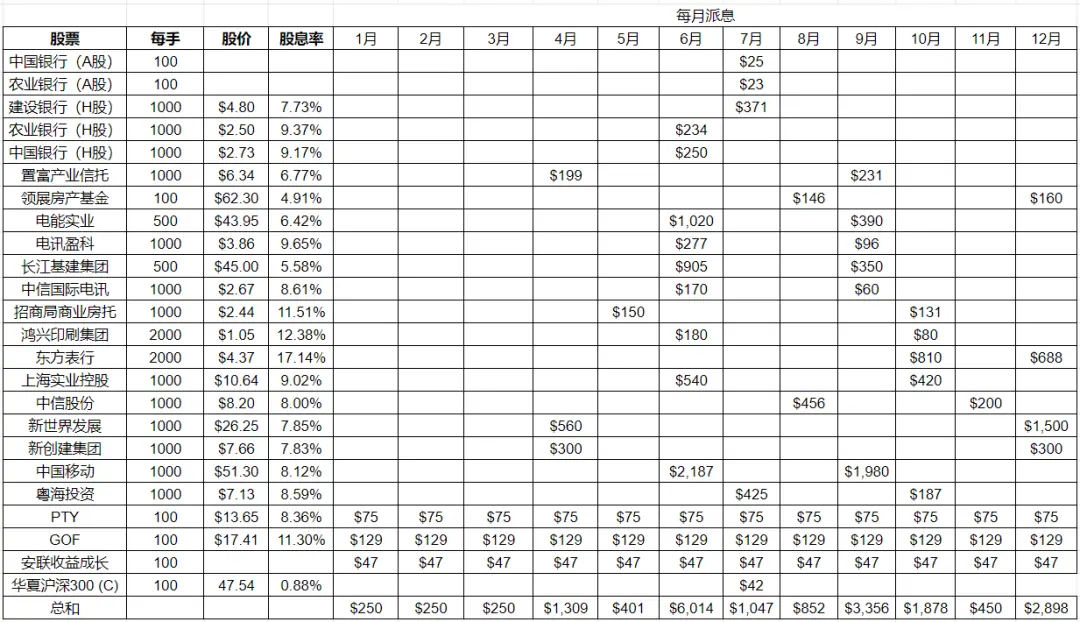 每月派息
股票 每手 股价 股息率 1月 2月 3月 4月 5月 6月 7月 8月 9月 10月 11月 12月
中国银行（A股） 100 $25
农业银行（A股） 100 $23
建设银行（H股） 1000 $4.80 7.73% $371
农业银行（H股） 1000 $2.50 9.37% $234
中国银行（H股） 1000 $2.73 9.17% $250
置富产业信托 1000 $6.34 6.77% $199 $231
领展房产基金 100 $62.30 4.91% $146 $160
电能实业 500 $43.95 6.42% $1,020 $390
电讯盈科 1000 $3.86 9.65% $277 $96
长江基建集团 500 $45.00 5.58% $905 $350
中信国际电讯 1000 $2.67 8.61% $170 $60
招商局商业房托 1000 $2.44 11.51% $150 $131
鸿兴印刷集团 2000 $1.05 12.38% $180 $80
东方表行 2000 $4.37 17.14% $810 $688
上海实业控股 1000 $10.64 9.02% $540 $420
中信股份 1000 $8.20 8.00% $456 $200
新世界发展 1000 $26.25 7.85% $560 $1,500
新创建集团 1000 $7.66 7.83% $300 $300
中国移动 1000 $51.30 8.12% $2,187 $1,980
粤海投资 1000 $7.13 8.59% $425 $187
PTY 100 $13.65 8.36% $75 $75 $75 $75 $75 $75 $75 $75 $75 $75 $75 $75
GOF 100 $17.41 11.30% $129 $129 $129 $129 $129 $129 $129 $129 $129 $129 $129 $129
安联收益成长 100 $47 $47 $47 $47 $47 $47 $47 $47 $47 $47 $47 $47
华夏沪深300 (C) 100 47.54 0.88% $42
总和 $250 $250 $250 $1,309 $401 $6,014 $1,047 $852 $3,356 $1,878 $450 $2,898